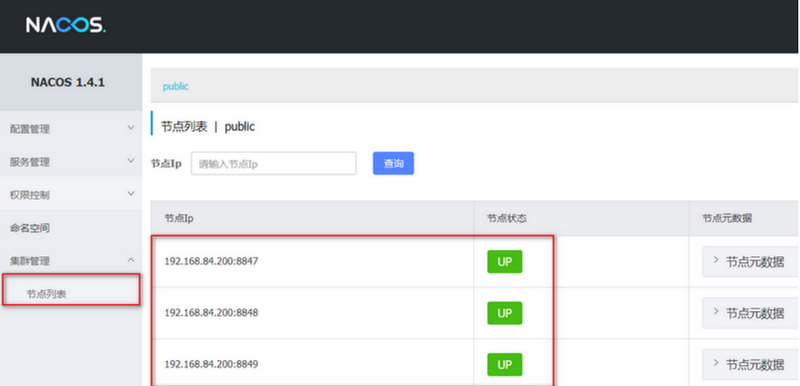 NACOS.
NACOS 1.4.1
public
配置管理
节点列表 | public
服务管理
节点Ip 请输入节点Ip 查询
权限控制
命名空间
节点Ip 节点状态 节点元数据
集群管理
192.168.84.200:8847 UP > 节点元数据
节点列表
192.168.84.200:8848 UP > 节点元数据
192.168.84.200:8849 UP > 节点元数据